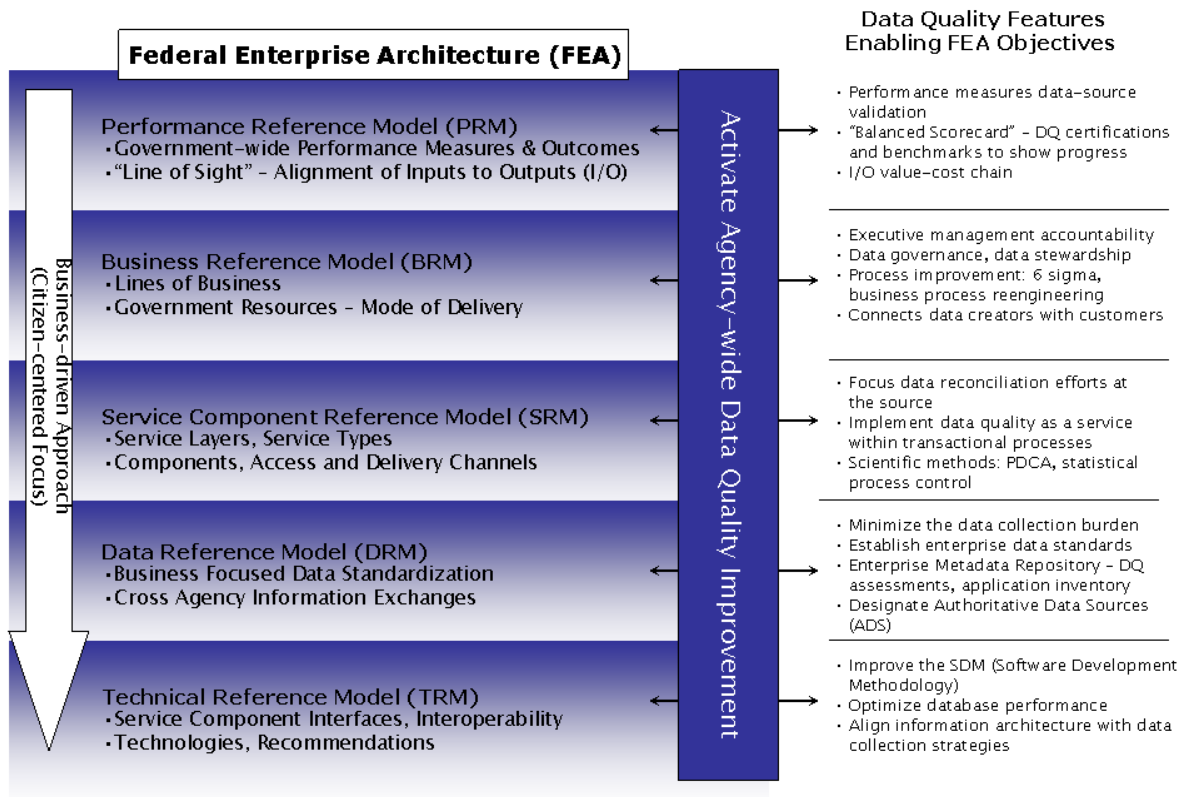 Data Quality Features
Enabling FEA Objectives
Federal Enterprise Architecture (FEA)
Business-driven Approach
(Citizen-centered Focus)
Performance Reference Model (PRM)
•Government-wide Performance Measures & Outcomes
•“Line of Sight” – Alignment of Inputs to Outputs (I/O)
Business Reference Model (BRM)
•Lines of Business
•Government Resources – Mode of Delivery
Service Component Reference Model (SRM)
•Service Layers, Service Types
•Components, Access and Delivery Channels
Data Reference Model (DRM)
•Business Focused Data Standardization
•Cross Agency Information Exchanges
Technical Reference Model (TRM)
•Service Component Interfaces, Interoperability
•Technologies, Recommendations
Activate Agency-wide Data Quality Improvement
• Performance measures data-source
validation
• “Balanced Scorecard” – DQ certifications
and benchmarks to show progress
• I/O value-cost chain
• Executive management accountability
• Data governance, data stewardship
• Process improvement: 6 sigma,
business process reengineering
• Connects data creators with customers
• Focus data reconciliation efforts at
the source
• Implement data quality as a service
within transactional processes
• Scientific methods: PDCA, statistical
process control
• Minimize the data collection burden
• Establish enterprise data standards
• Enterprise Metadata Repository – DQ
assessments, application inventory
• Designate Authoritative Data Sources
(ADS)
• Improve the SDM (Software Development
Methodology)
• Optimize database performance
• Align information architecture with data
collection strategies